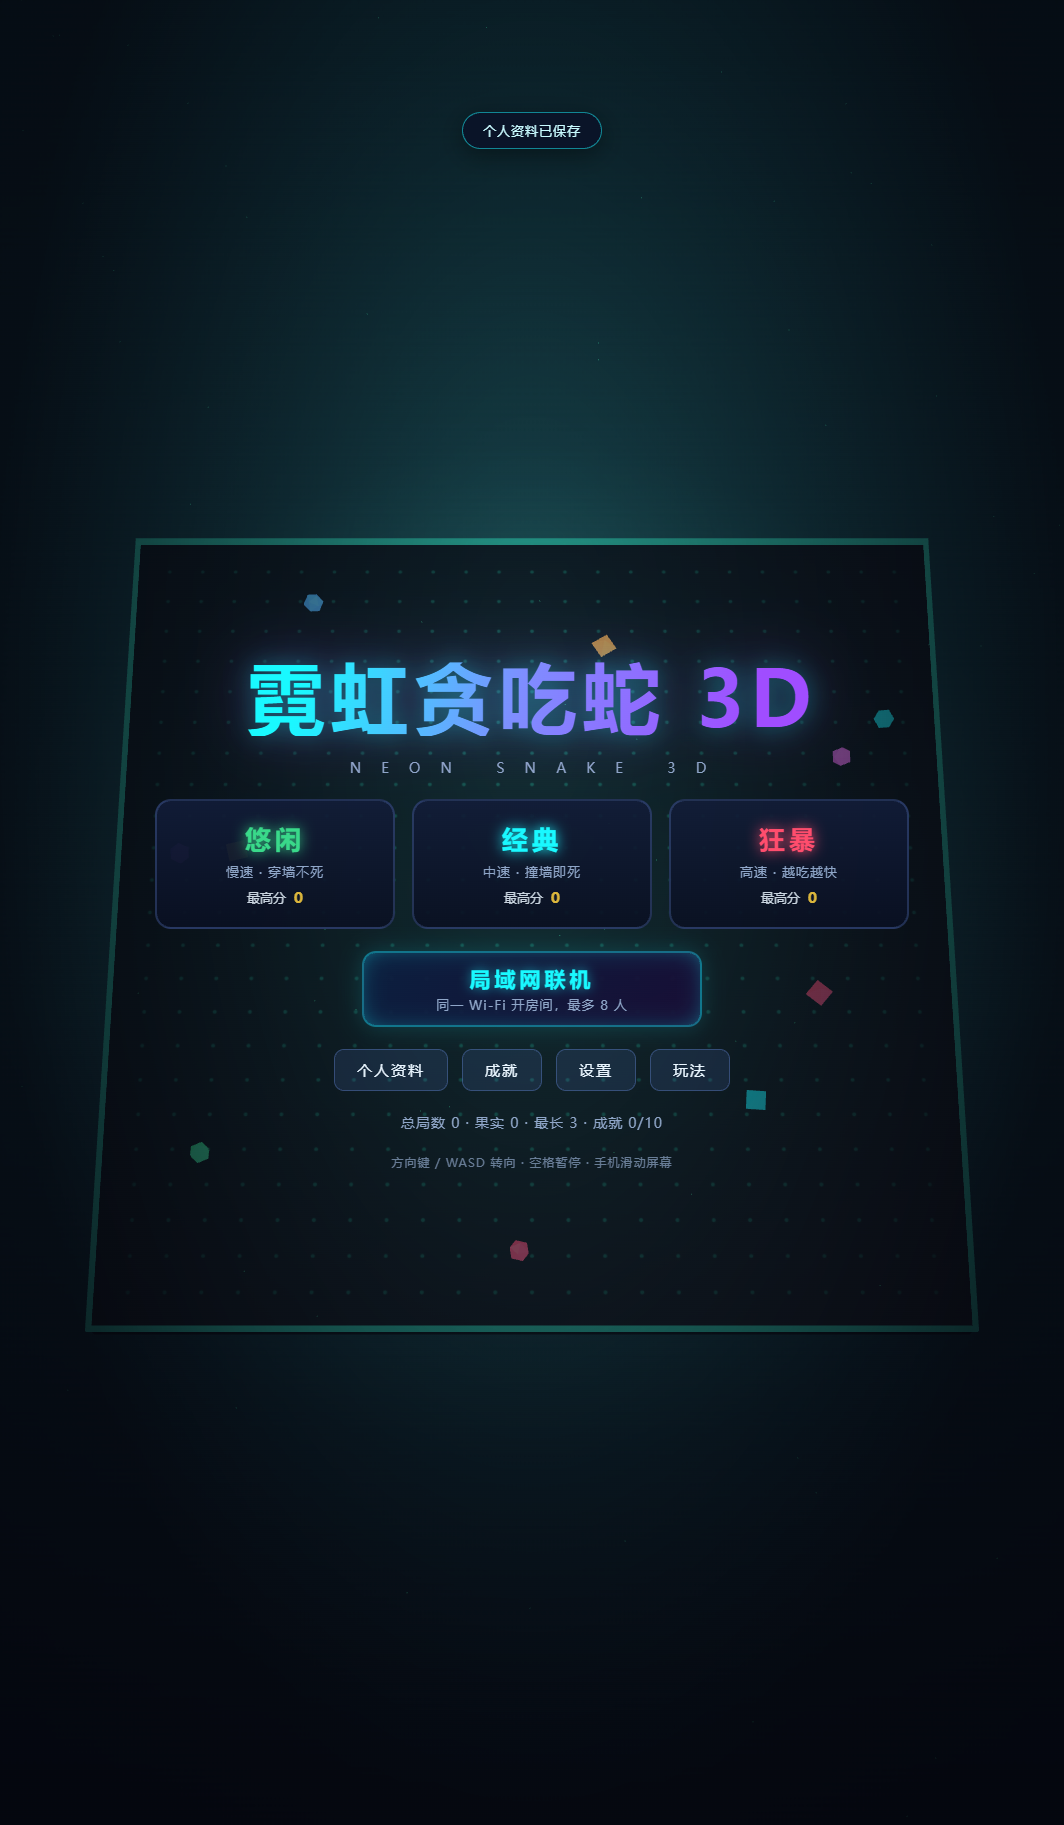 个人资料已保存
霓虹贪吃蛇 3D
NEON SNAKE 3D
悠闲
慢速 · 穿墙不死
最高分 0
经典
中速 · 撞墙即死
最高分 0
狂暴
高速 · 越吃越快
最高分 0
局域网联机
同一 Wi-Fi 开房间，最多 8 人
个人资料 成就 设置 玩法
总局数 0 · 果实 0 · 最长 3 · 成就 0/10
方向键 / WASD 转向 · 空格暂停 · 手机滑动屏幕